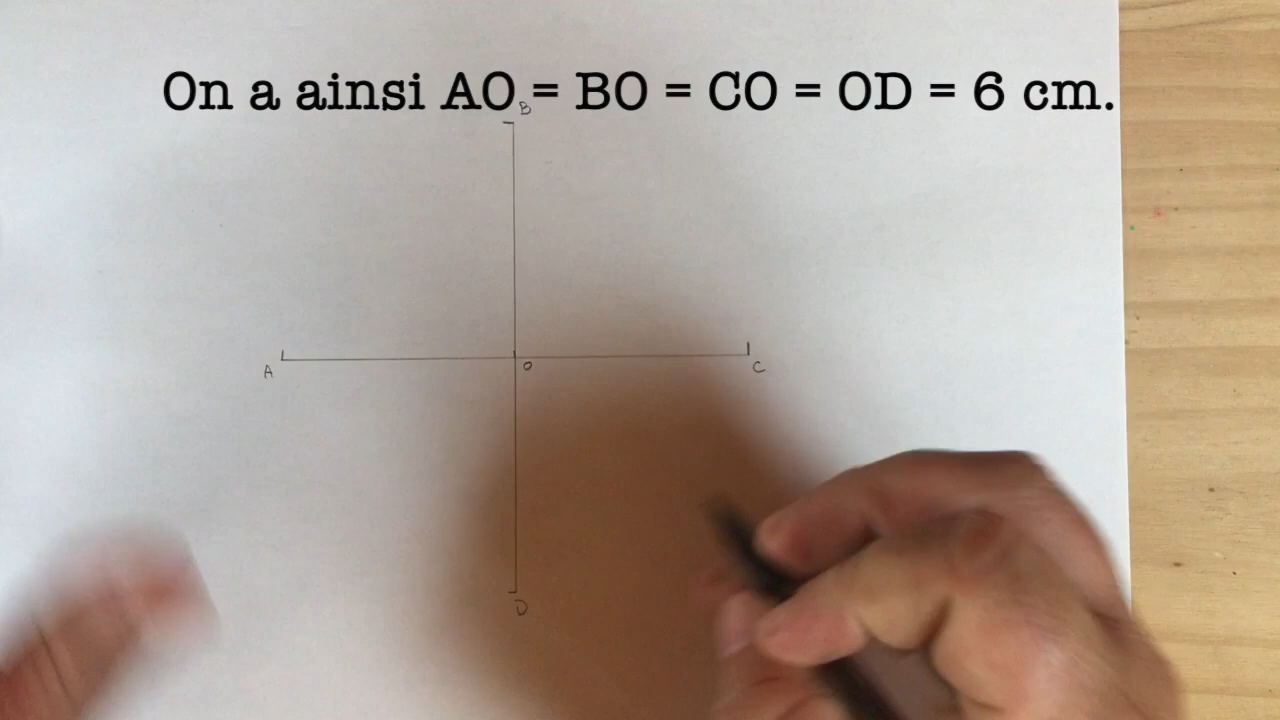 On a ainsi AO = BO = CO = OD = 6 cm.
B
A O C
D